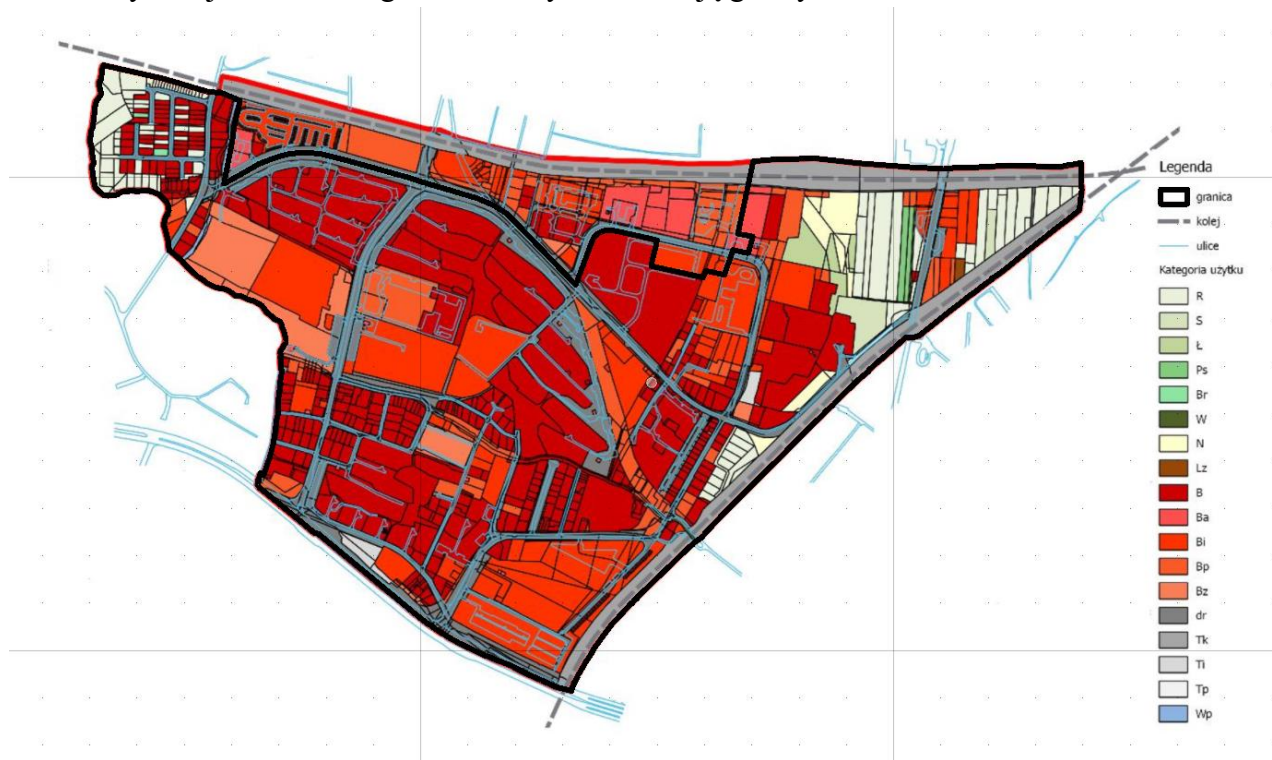 Legenda
granica
kolej
ulice
Kategoria użytku
R
S
Ł
Ps
Br
W
N
Lz
B
Ba
Bi
Bp
Bz
dr
Tk
Ti
Tp
Wp